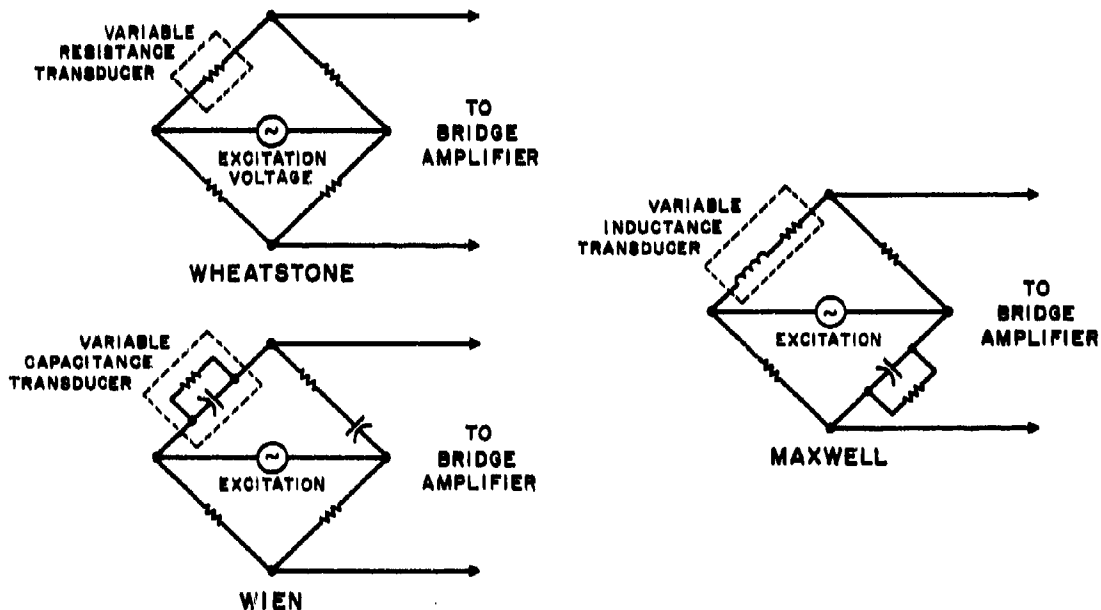 VARIABLE
RESISTANCE
TRANSDUCER
~
EXCITATION
VOLTAGE
TO
BRIDGE
AMPLIFIER
WHEATSTONE
VARIABLE
CAPACITANCE
TRANSDUCER
~
EXCITATION
TO
BRIDGE
AMPLIFIER
WIEN
VARIABLE
INDUCTANCE
TRANSDUCER
~
EXCITATION
TO
BRIDGE
AMPLIFIER
MAXWELL